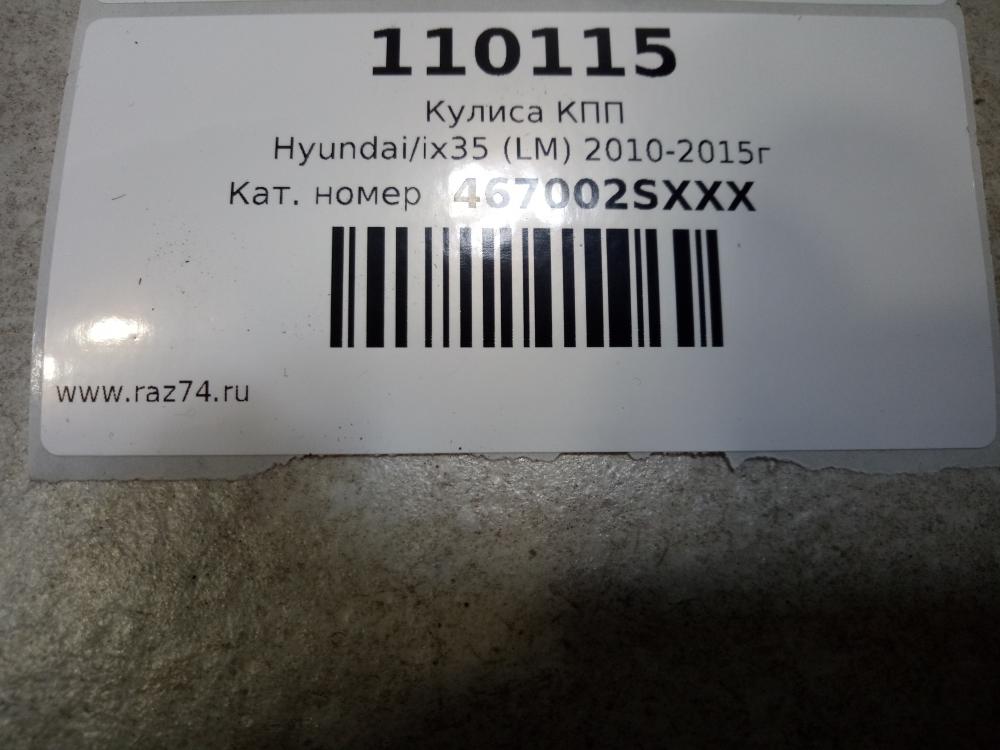 110115
Кулиса КПП
Hyundai/ix35 (LM) 2010-2015г
Кат. номер 467002SXXX
www.raz74.ru